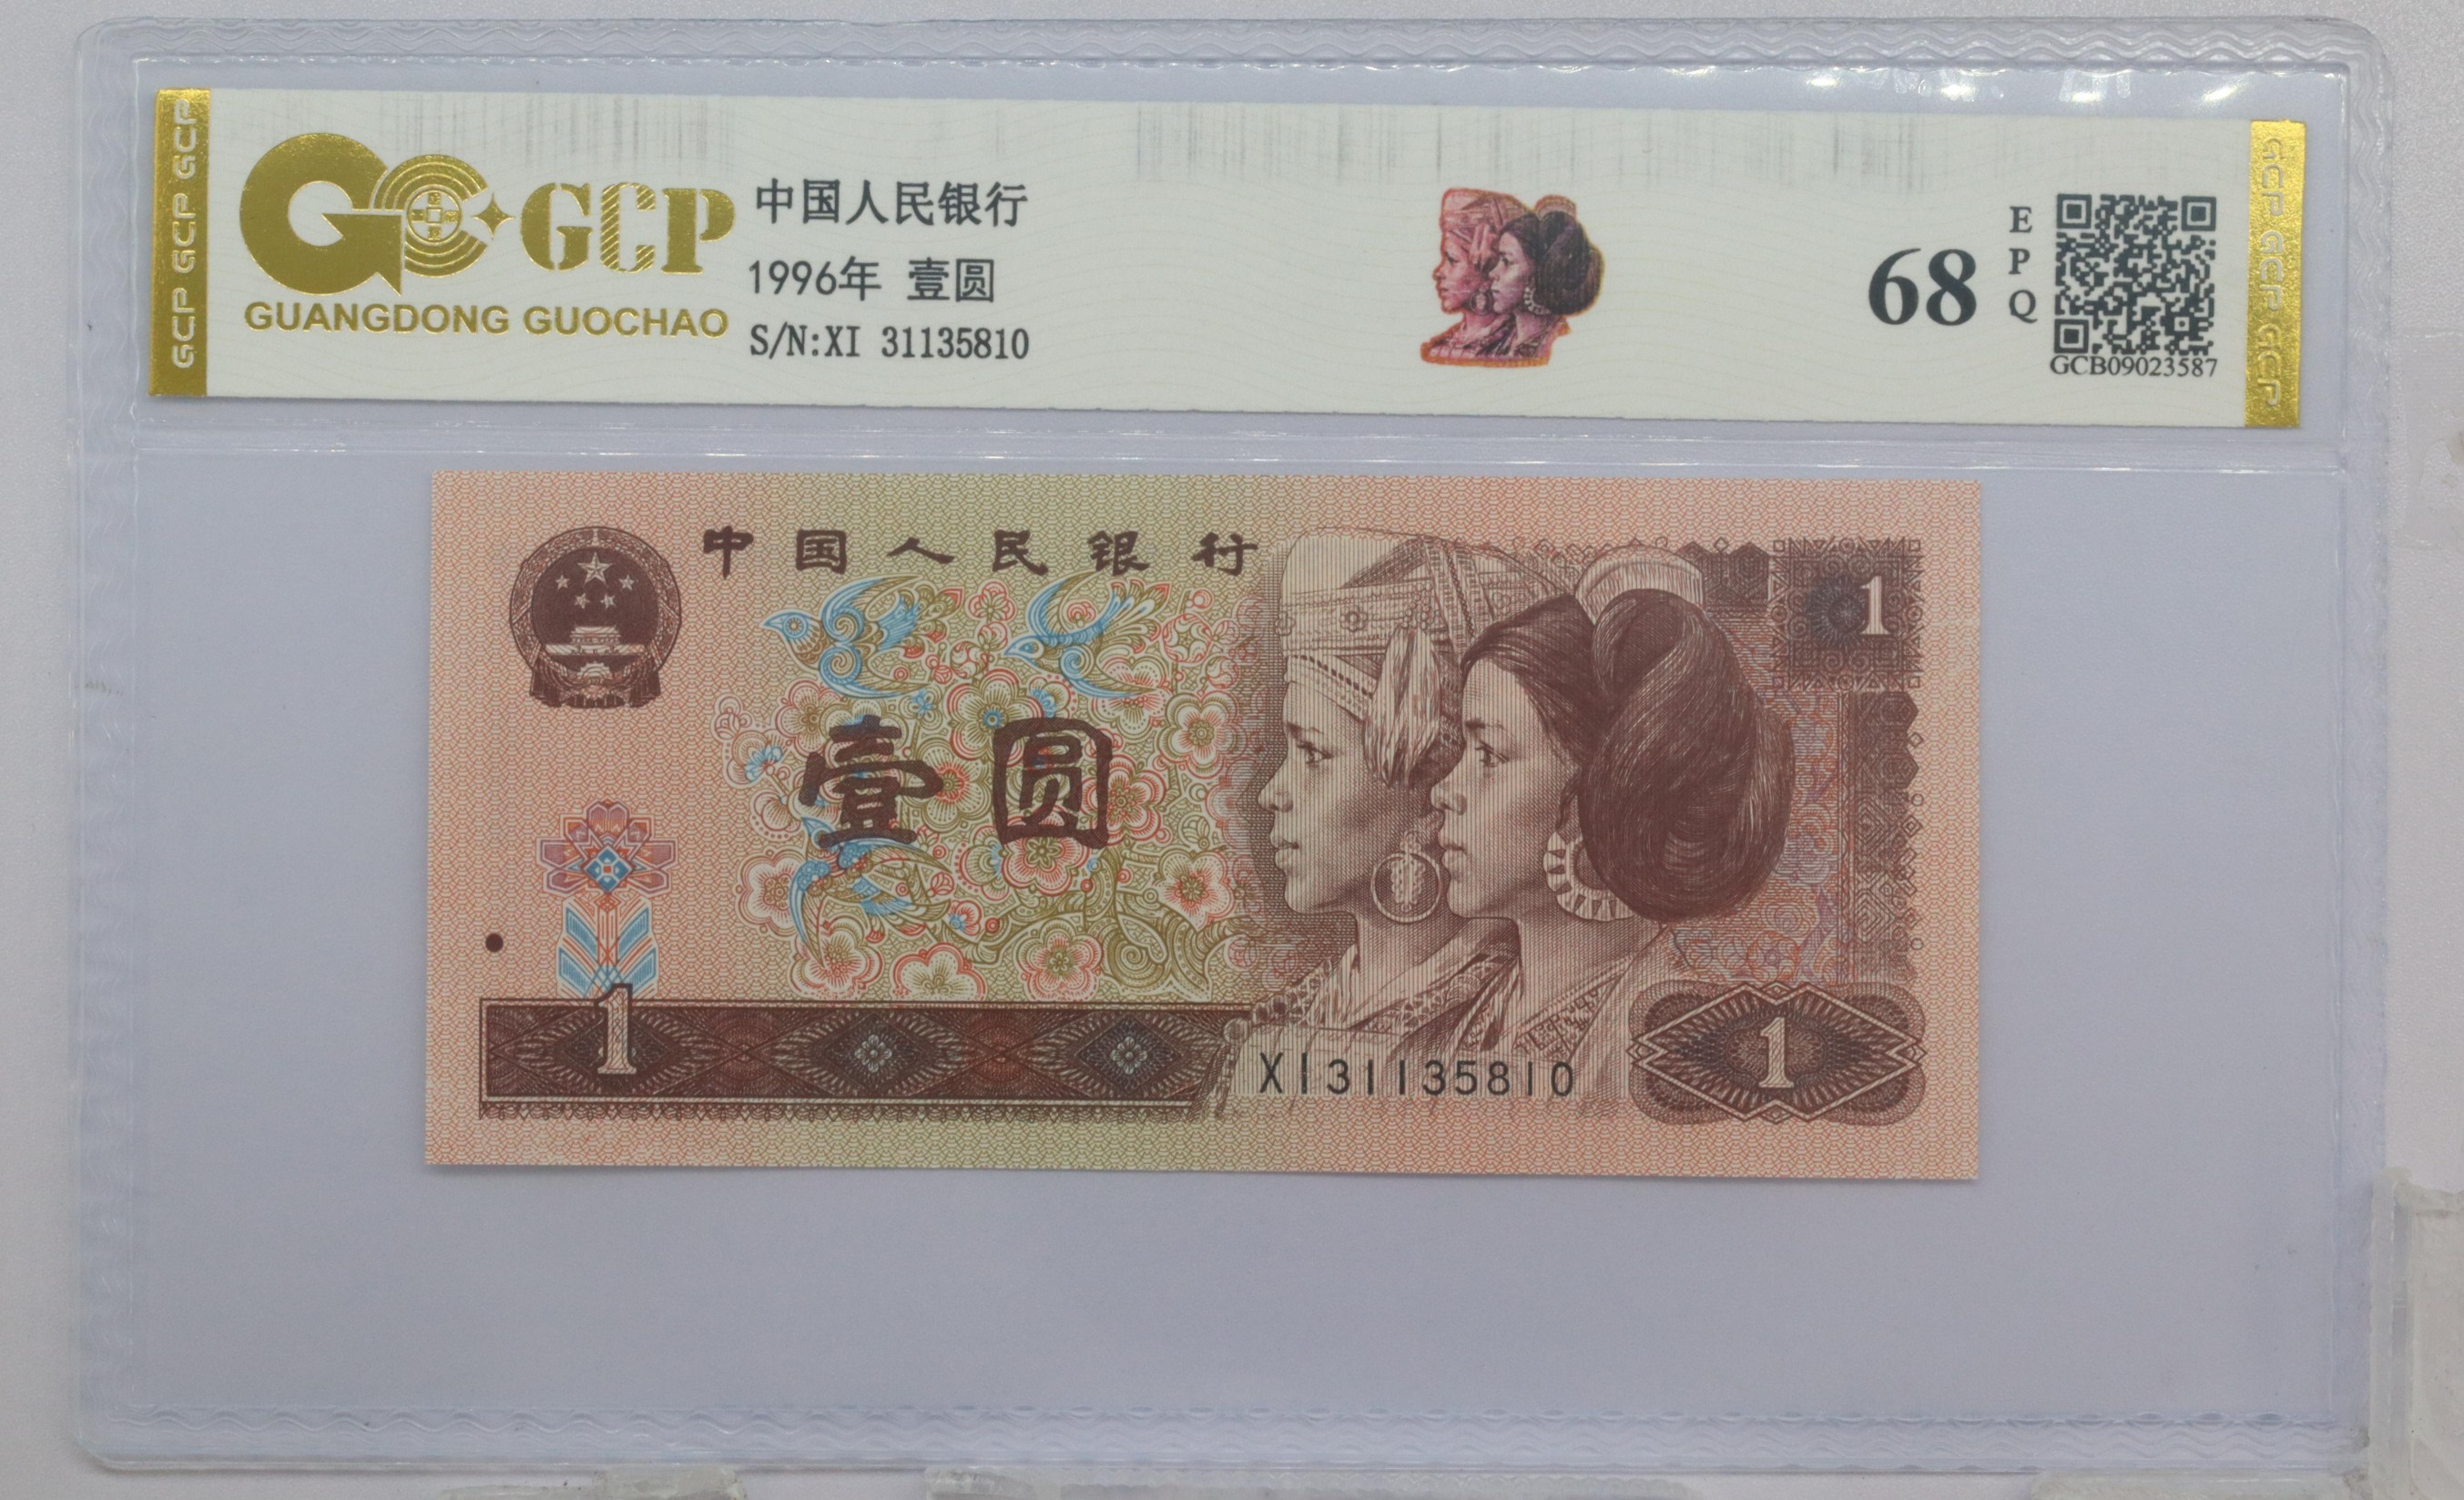 GCP GCP GCP
GCP
GUANGDONG GUOCHAO
中国人民银行
1996年 壹圆
S/N:XI 31135810
68
EPQ
GCB09023587
GCP GCP GCP
中国人民银行
1
壹圆
1
XI31135810
1